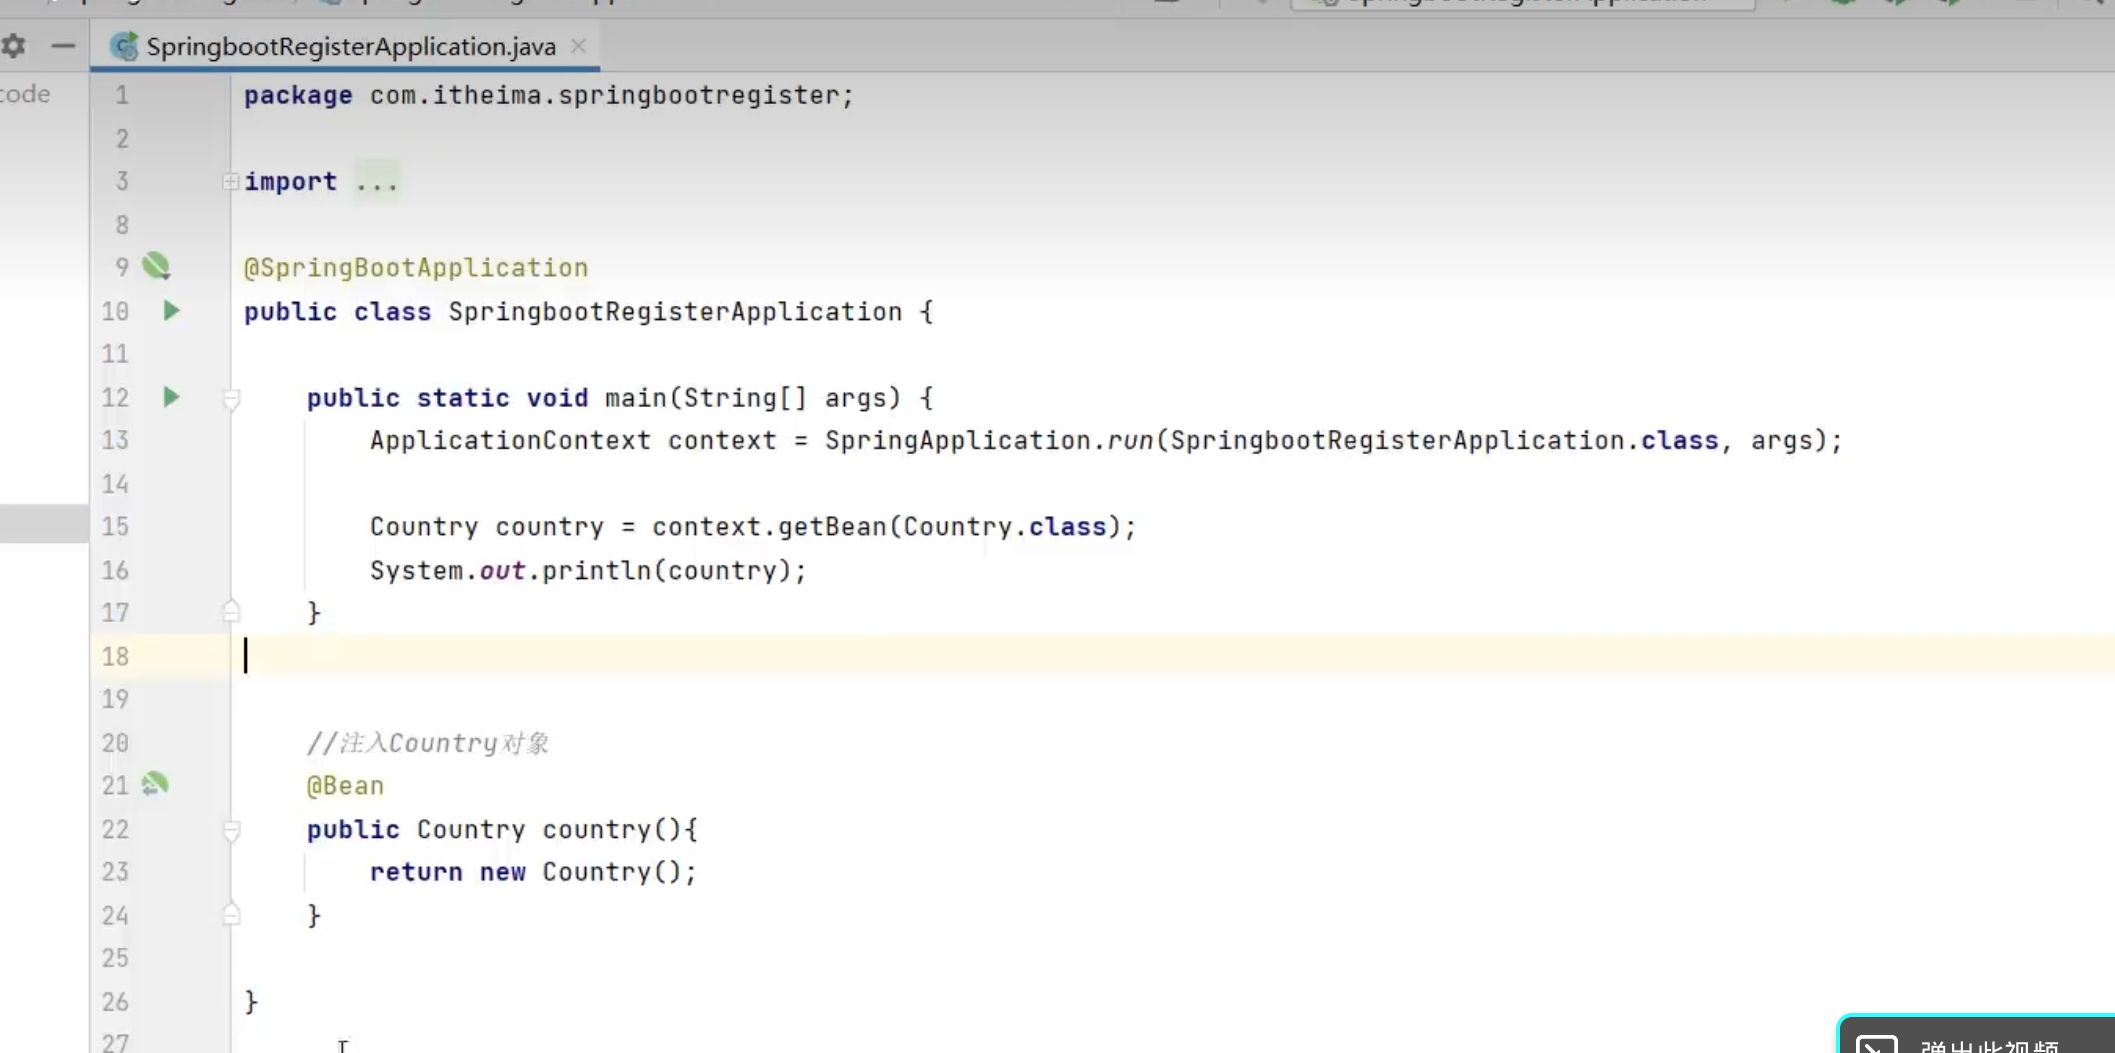 SpringbootRegisterApplication.java
code
1 package com.itheima.springbootregister;
2
3 import ...
8
9 @SpringBootApplication
10 public class SpringbootRegisterApplication {
11
12 public static void main(String[] args) {
13 ApplicationContext context = SpringApplication.run(SpringbootRegisterApplication.class, args);
14
15 Country country = context.getBean(Country.class);
16 System.out.println(country);
17 }
18
19
20 //注入Country对象
21 @Bean
22 public Country country(){
23 return new Country();
24 }
25
26 }
27
弹出此视频